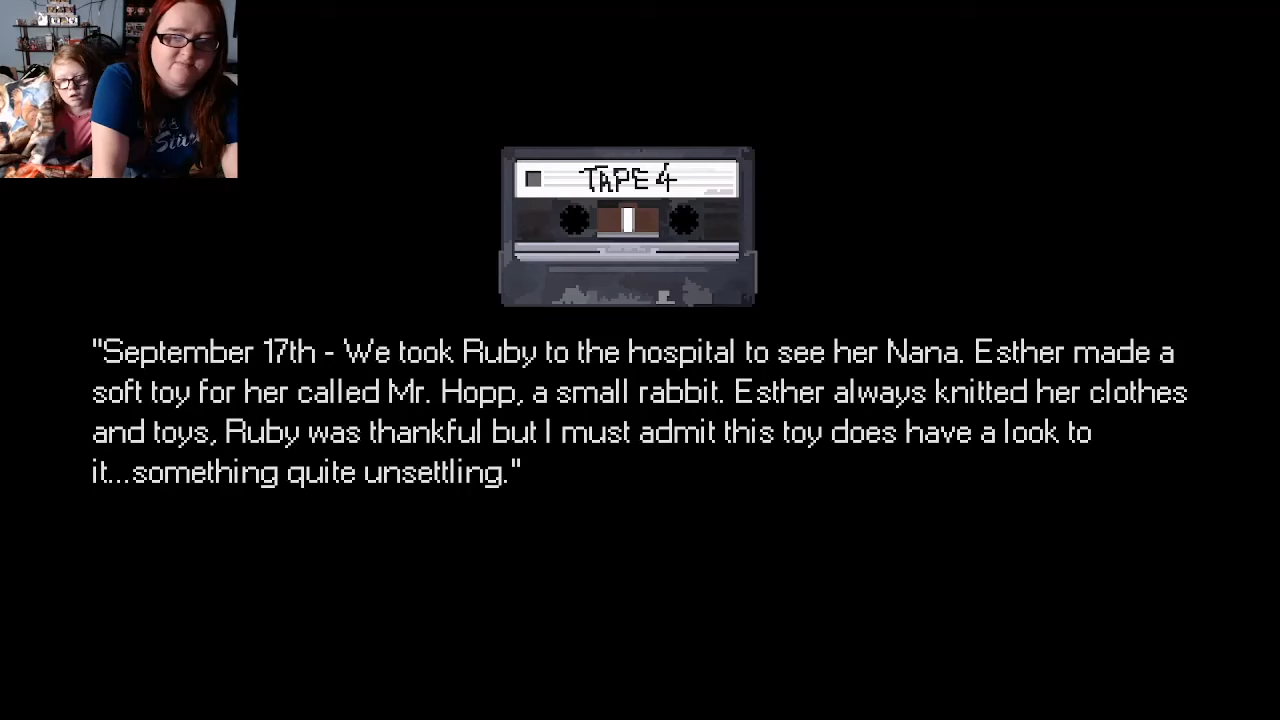 TAPE 4
"September 17th - We took Ruby to the hospital to see her Nana. Esther made a
soft toy for her called Mr. Hopp, a small rabbit. Esther always knitted her clothes
and toys, Ruby was thankful but I must admit this toy does have a look to
it...something quite unsettling."